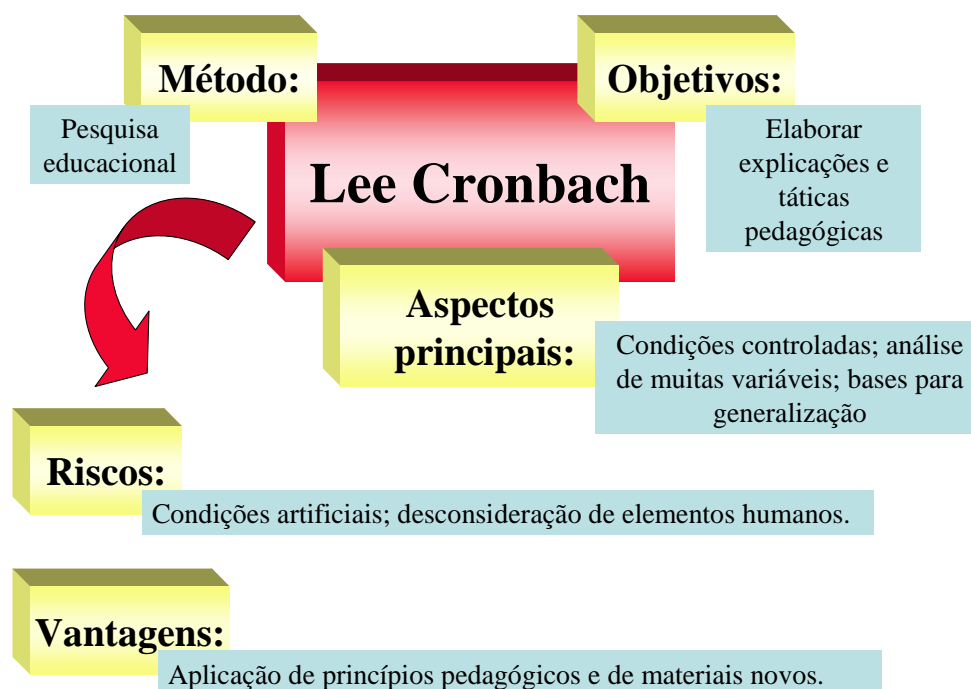 Método:
Pesquisa
educacional
Objetivos:
Elaborar
explicações e
táticas
pedagógicas
Lee Cronbach
Aspectos
principais:
Condições controladas; análise
de muitas variáveis; bases para
generalização
Riscos:
Condições artificiais; desconsideração de elementos humanos.
Vantagens:
Aplicação de princípios pedagógicos e de materiais novos.